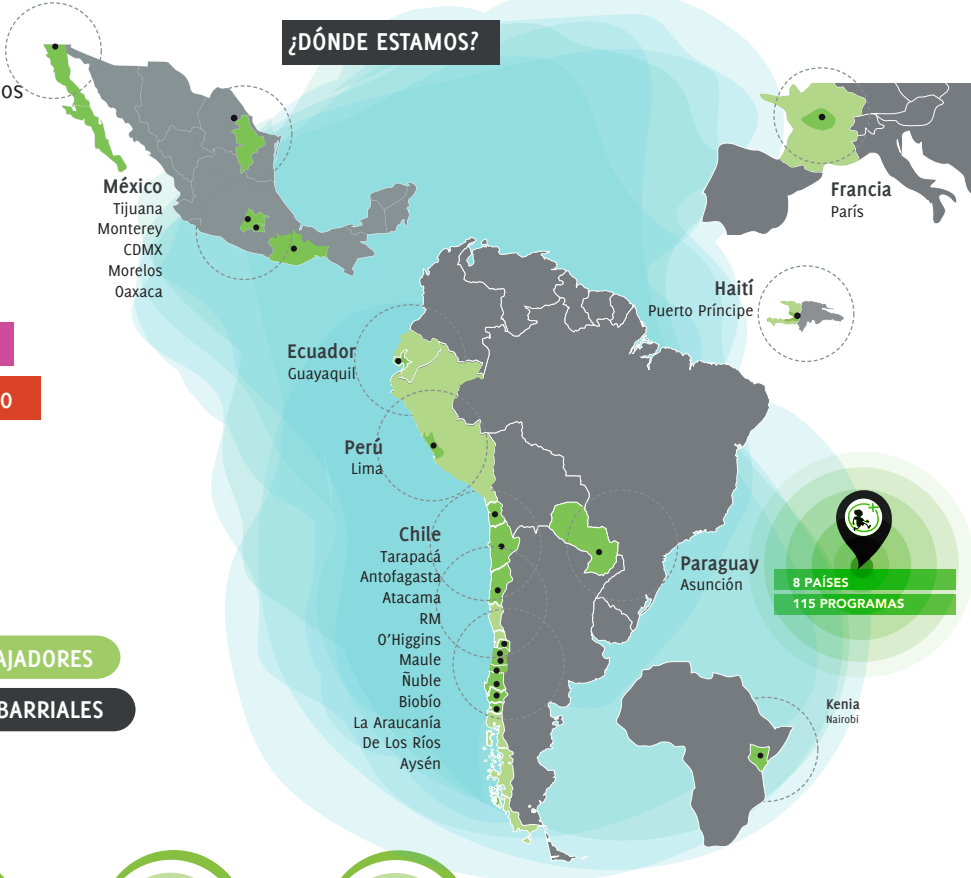 ¿DÓNDE ESTAMOS?
OS
México
Tijuana
Monterey
CDMX
Morelos
Oaxaca
Francia
París
Haití
Puerto Príncipe
Ecuador
Guayaquil
O
Perú
Lima
Chile
Tarapacá
Antofagasta
Atacama
RM
O'Higgins
Maule
Ñuble
Biobío
La Araucanía
De Los Ríos
Aysén
Paraguay
Asunción
8 PAÍSES
115 PROGRAMAS
AJADORES
BARRIALES
Kenia
Nairobi